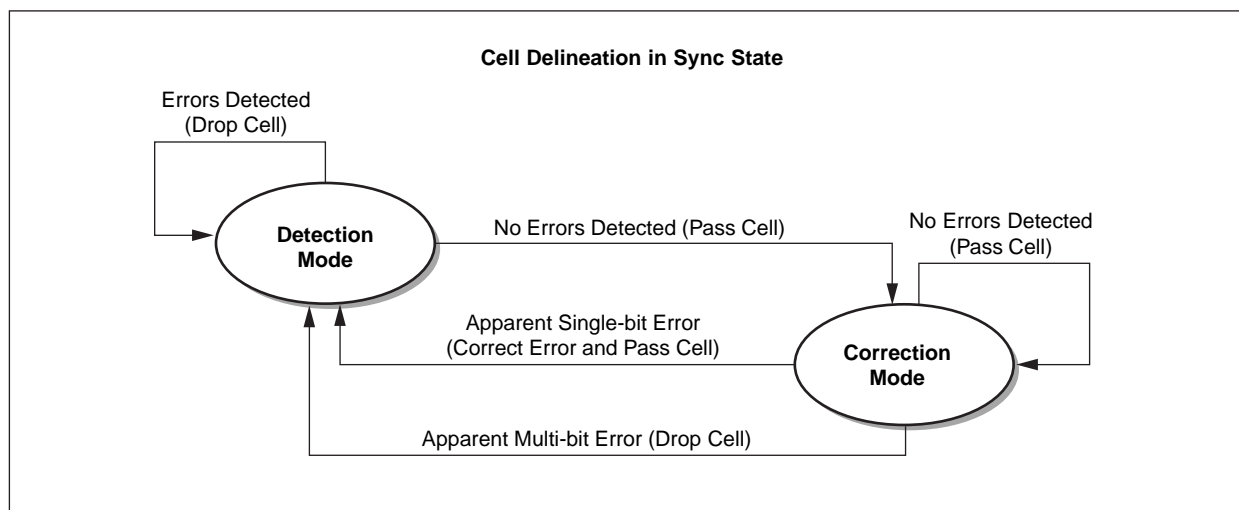 Cell Delineation in Sync State
Errors Detected
(Drop Cell)
Detection
Mode
No Errors Detected (Pass Cell)
No Errors Detected
(Pass Cell)
Apparent Single-bit Error
(Correct Error and Pass Cell)
Correction
Mode
Apparent Multi-bit Error (Drop Cell)